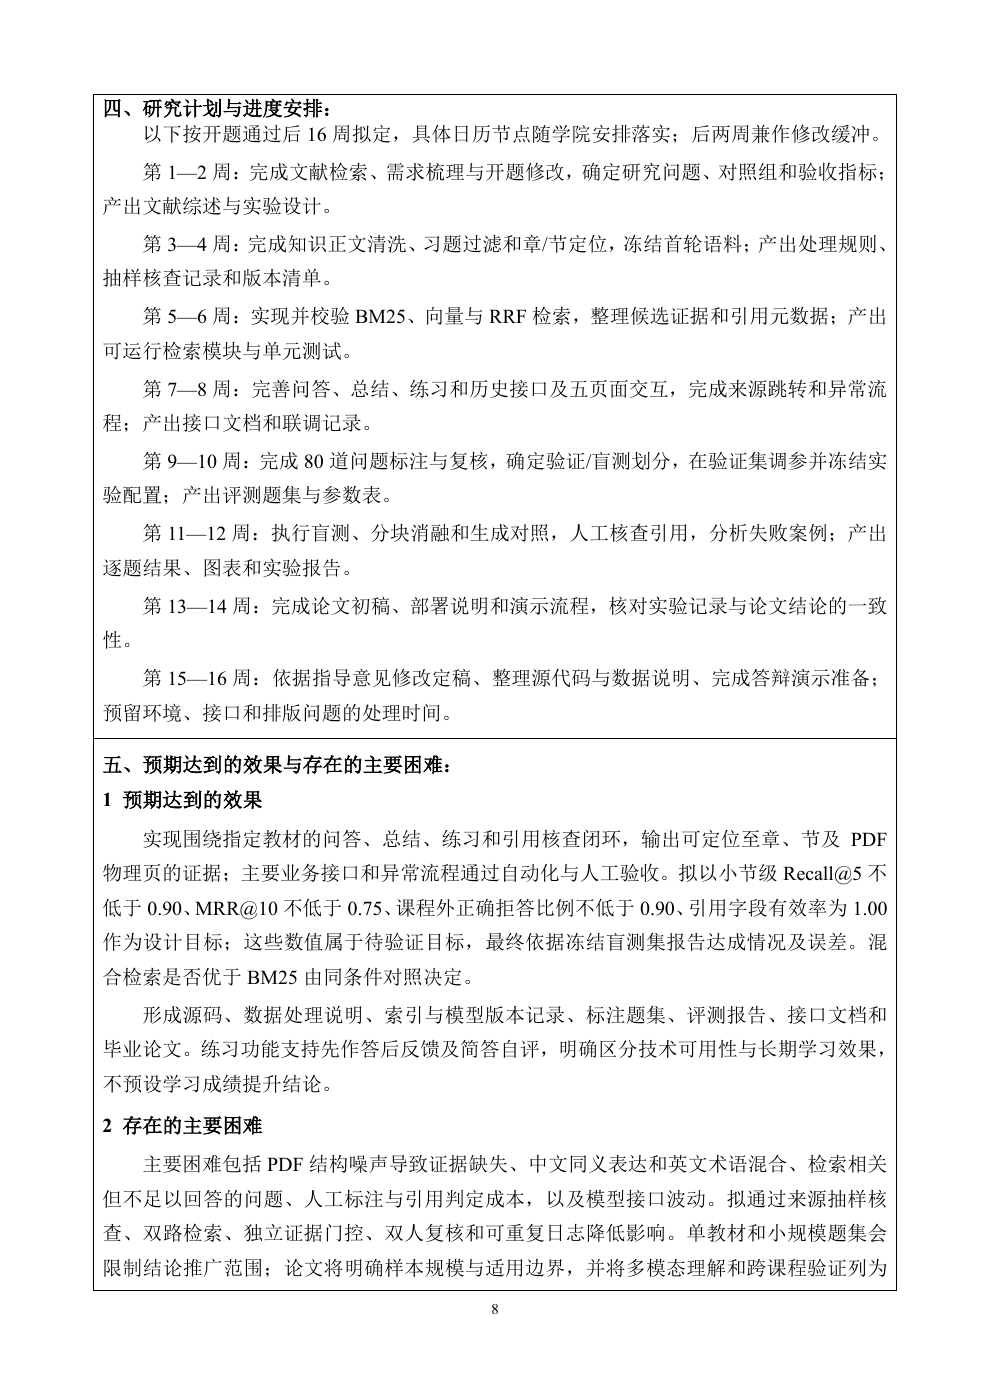 四、研究计划与进度安排：
以下按开题通过后 16 周拟定，具体日历节点随学院安排落实；后两周兼作修改缓冲。
第 1—2 周：完成文献检索、需求梳理与开题修改，确定研究问题、对照组和验收指标；
产出文献综述与实验设计。
第 3—4 周：完成知识正文清洗、习题过滤和章/节定位，冻结首轮语料；产出处理规则、
抽样核查记录和版本清单。
第 5—6 周：实现并校验 BM25、向量与 RRF 检索，整理候选证据和引用元数据；产出
可运行检索模块与单元测试。
第 7—8 周：完善问答、总结、练习和历史接口及五页面交互，完成来源跳转和异常流
程；产出接口文档和联调记录。
第 9—10 周：完成 80 道问题标注与复核，确定验证/盲测划分，在验证集调参并冻结实
验配置；产出评测题集与参数表。
第 11—12 周：执行盲测、分块消融和生成对照，人工核查引用，分析失败案例；产出
逐题结果、图表和实验报告。
第 13—14 周：完成论文初稿、部署说明和演示流程，核对实验记录与论文结论的一致
性。
第 15—16 周：依据指导意见修改定稿、整理源代码与数据说明、完成答辩演示准备；
预留环境、接口和排版问题的处理时间。
五、预期达到的效果与存在的主要困难：
1 预期达到的效果
实现围绕指定教材的问答、总结、练习和引用核查闭环，输出可定位至章、节及 PDF
物理页的证据；主要业务接口和异常流程通过自动化与人工验收。拟以小节级 Recall@5 不
低于 0.90、MRR@10 不低于 0.75、课程外正确拒答比例不低于 0.90、引用字段有效率为 1.00
作为设计目标；这些数值属于待验证目标，最终依据冻结盲测集报告达成情况及误差。混
合检索是否优于 BM25 由同条件对照决定。
形成源码、数据处理说明、索引与模型版本记录、标注题集、评测报告、接口文档和
毕业论文。练习功能支持先作答后反馈及简答自评，明确区分技术可用性与长期学习效果，
不预设学习成绩提升结论。
2 存在的主要困难
主要困难包括 PDF 结构噪声导致证据缺失、中文同义表达和英文术语混合、检索相关
但不足以回答的问题、人工标注与引用判定成本，以及模型接口波动。拟通过来源抽样核
查、双路检索、独立证据门控、双人复核和可重复日志降低影响。单教材和小规模题集会
限制结论推广范围；论文将明确样本规模与适用边界，并将多模态理解和跨课程验证列为
8